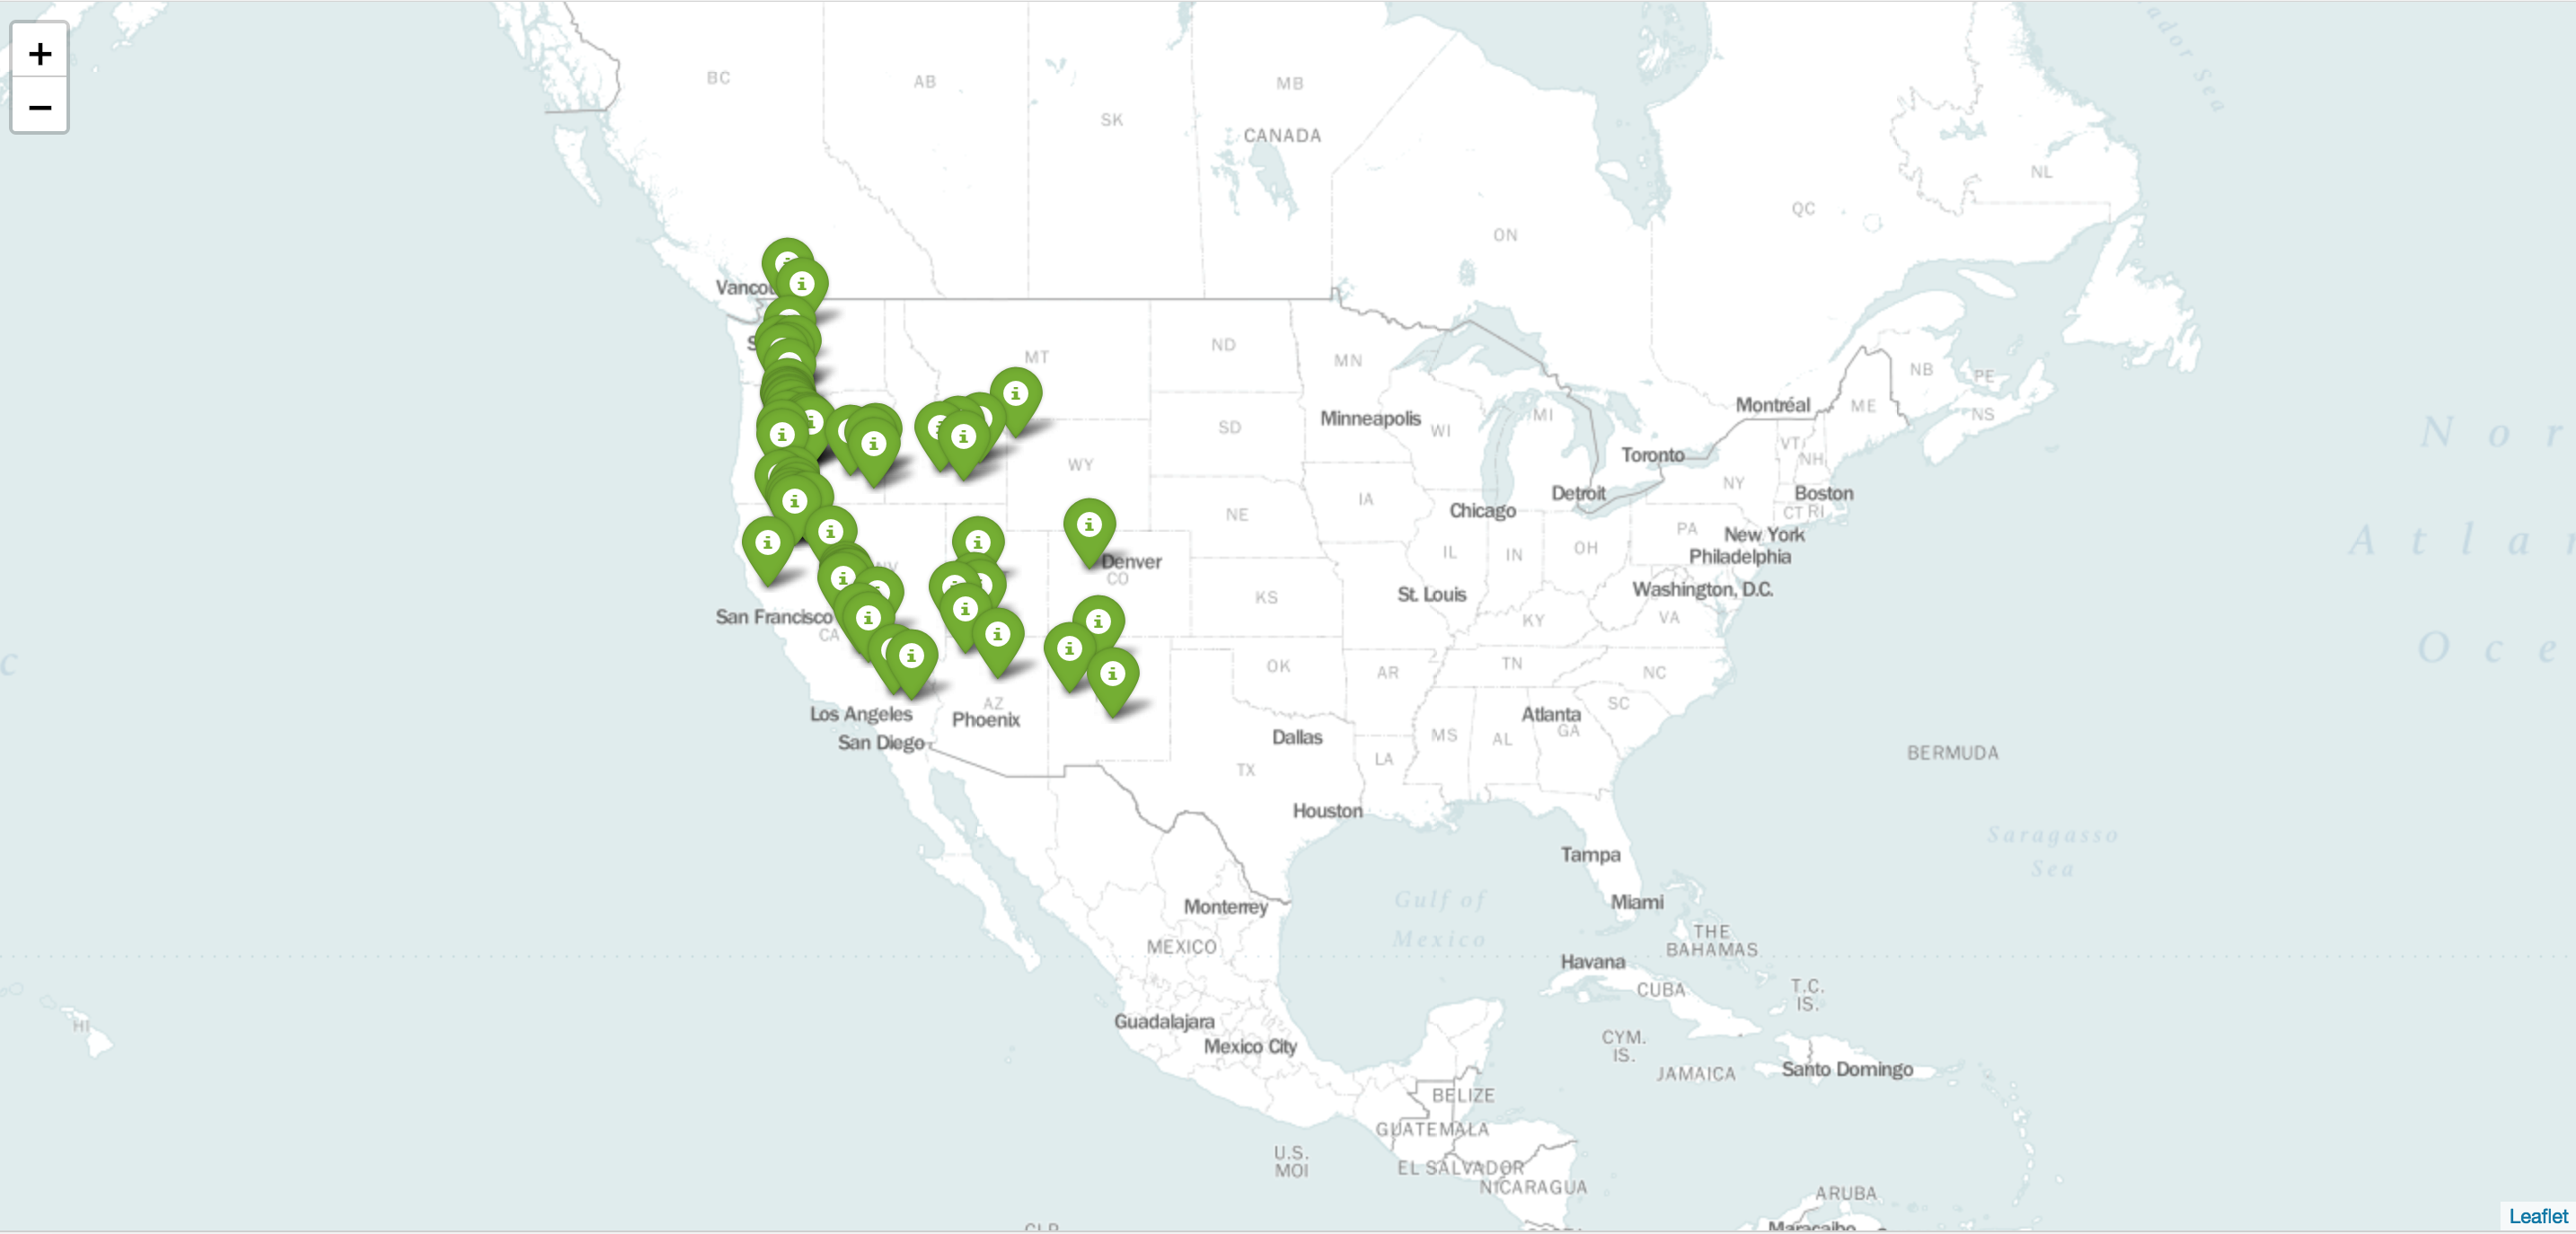 +
−
BC
AB
SK
MB
CANADA
ador Sea
NL
QC
ON
MT
ND
MN
NB
PE
NS
ME
Montréal
Minneapolis
WI
MI
SD
Toronto
VT
NH
WY
IA
NY
Detroit
Boston
Chicago
NE
CT
RI
PA
New York
Philadelphia
IL
IN
OH
Denver
CO
NV
KS
St. Louis
Washington, D.C.
San Francisco
CA
KY
VA
OK
AR
TN
NC
AZ
SC
Los Angeles
Phoenix
Atlanta
GA
San Diego
Dallas
MS
AL
LA
TX
BERMUDA
Houston
Saragasso
Sea
Tampa
Gulf of
Mexico
Miami
Monterrey
MEXICO
THE
BAHAMAS
Havana
CUBA
T.C.
IS.
HI
Guadalajara
Mexico City
CYM.
IS.
JAMAICA
Santo Domingo
BELIZE
GUATEMALA
U.S.
MOI
EL SALVADOR
NICARAGUA
ARUBA
Maracaibo
Leaflet
N o r
A t l a
O c e
c